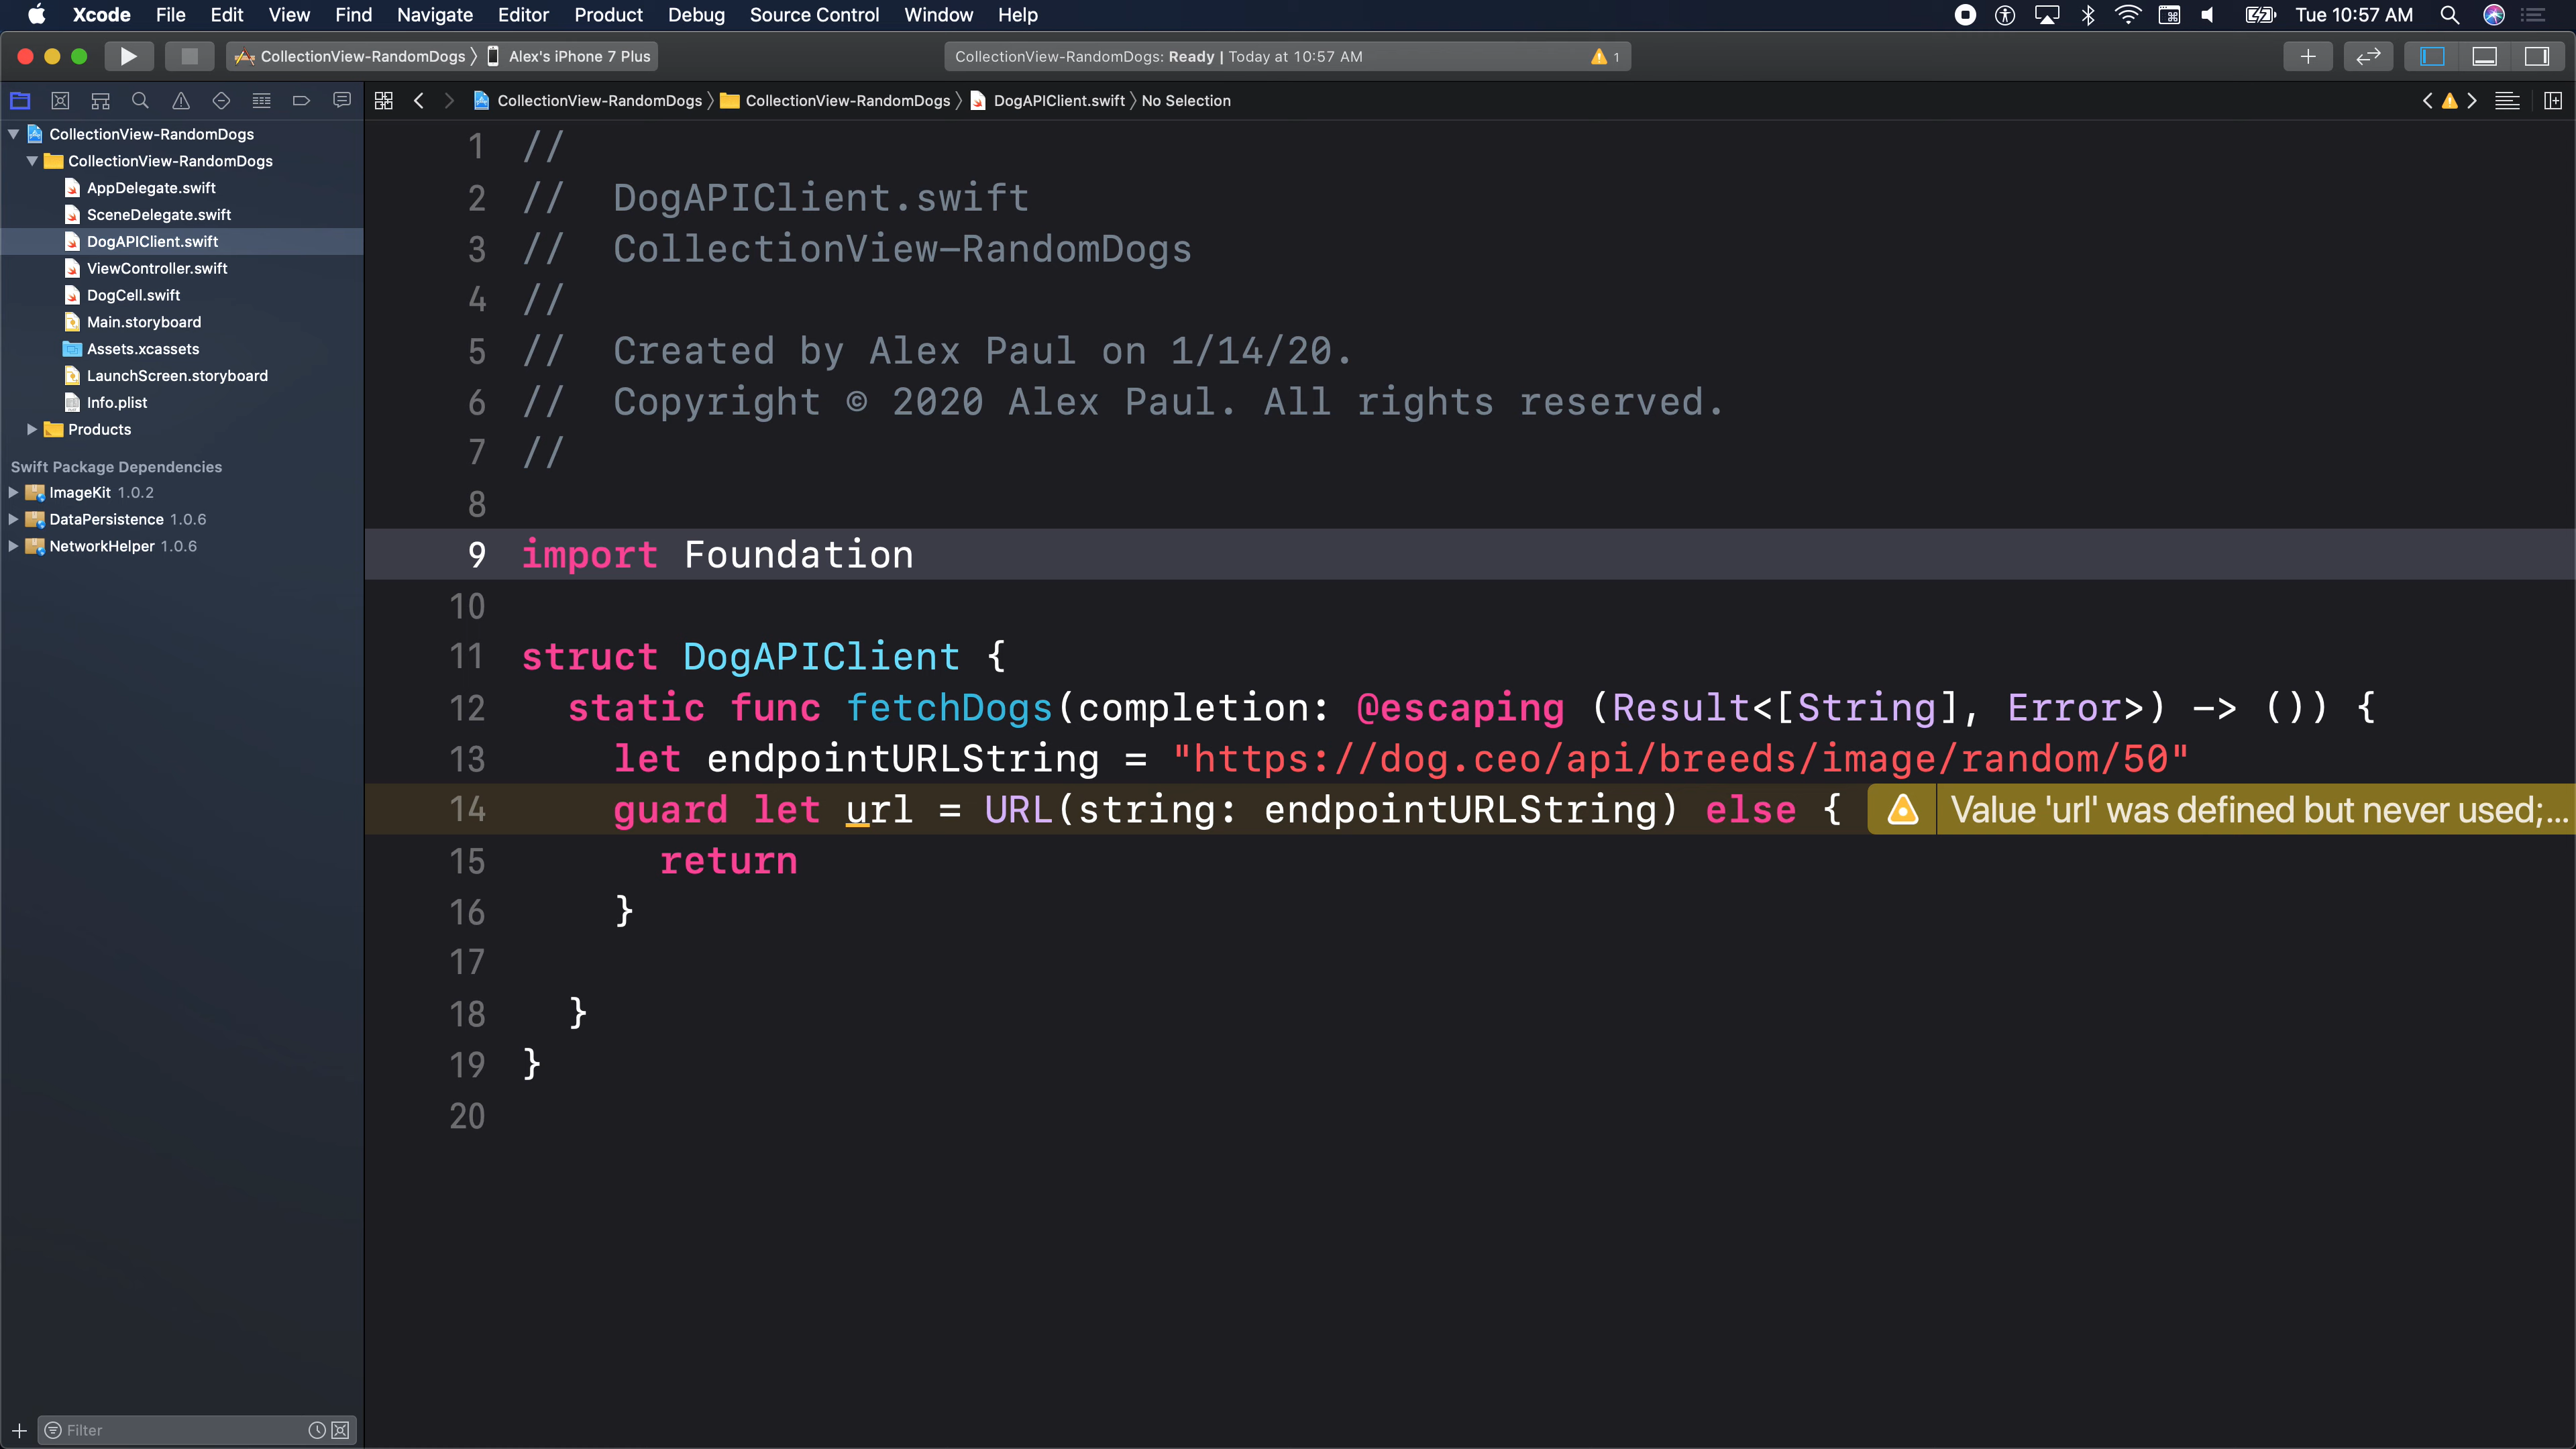 Xcode File Edit View Find Navigate Editor Product Debug Source Control Window Help Tue 10:57 AM
CollectionView-RandomDogs Alex's iPhone 7 Plus CollectionView-RandomDogs: Ready | Today at 10:57 AM 1
CollectionView-RandomDogs CollectionView-RandomDogs DogAPIClient.swift No Selection
CollectionView-RandomDogs
CollectionView-RandomDogs
AppDelegate.swift
SceneDelegate.swift
DogAPIClient.swift
ViewController.swift
DogCell.swift
Main.storyboard
Assets.xcassets
LaunchScreen.storyboard
Info.plist
Products
Swift Package Dependencies
ImageKit 1.0.2
DataPersistence 1.0.6
NetworkHelper 1.0.6
Filter
1 //
2 //  DogAPIClient.swift
3 //  CollectionView-RandomDogs
4 //
5 //  Created by Alex Paul on 1/14/20.
6 //  Copyright © 2020 Alex Paul. All rights reserved.
7 //
8
9 import Foundation
10
11 struct DogAPIClient {
12   static func fetchDogs(completion: @escaping (Result<[String], Error>) -> ()) {
13     let endpointURLString = "https://dog.ceo/api/breeds/image/random/50"
14     guard let url = URL(string: endpointURLString) else { Value 'url' was defined but never used;...
15       return
16     }
17
18   }
19 }
20